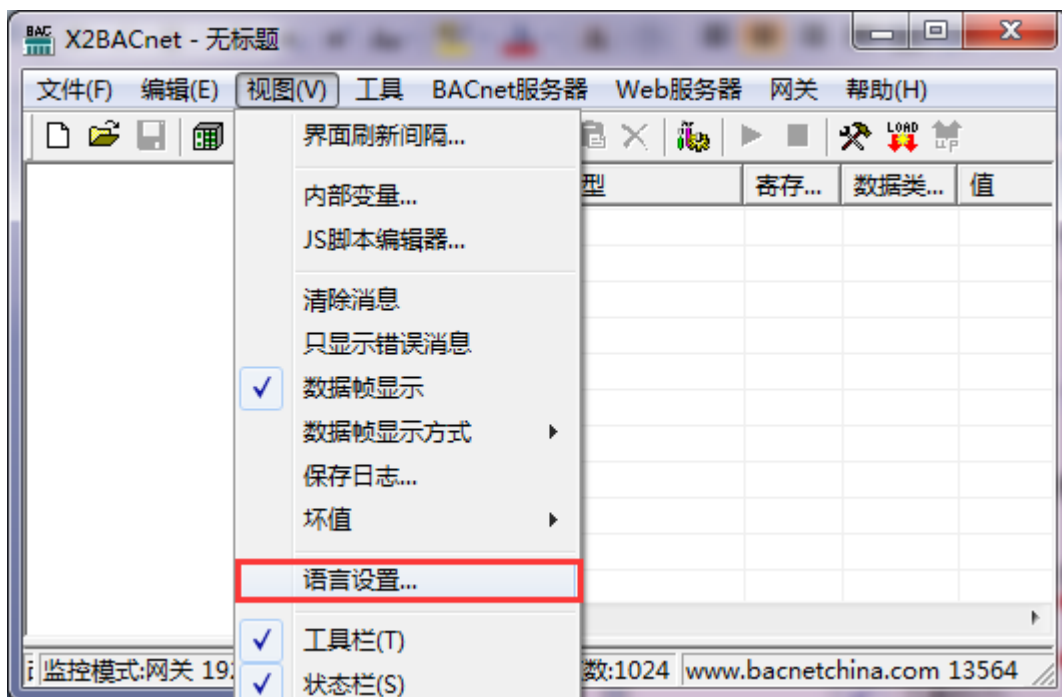 BAC X2BACnet - 无标题
文件(F) 编辑(E) 视图(V) 工具 BACnet服务器 Web服务器 网关 帮助(H)
LOAD UP
界面刷新间隔...
型 寄存... 数据类... 值
内部变量...
JS脚本编辑器...
清除消息
只显示错误消息
数据帧显示
数据帧显示方式
保存日志...
坏值
语言设置...
工具栏(T)
监控模式:网关 19 数:1024 www.bacnetchina.com 13564
状态栏(S)